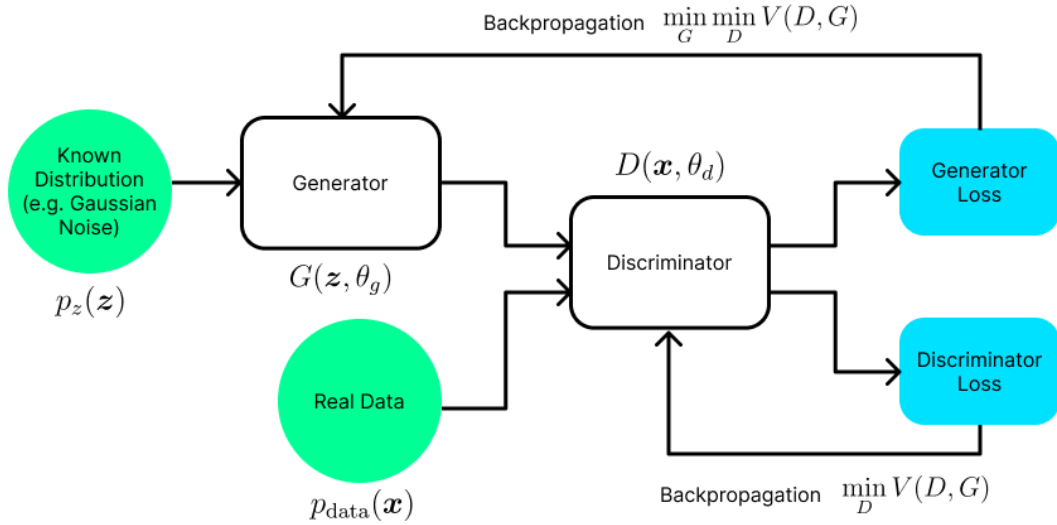 Backpropagation min_G min_D V(D, G)
Known
Distribution
(e.g. Gaussian
Noise)
p_z(z)
Generator
G(z, θ_g)
D(x, θ_d)
Discriminator
Generator
Loss
Real Data
p_data(x)
Discriminator
Loss
Backpropagation min_D V(D, G)